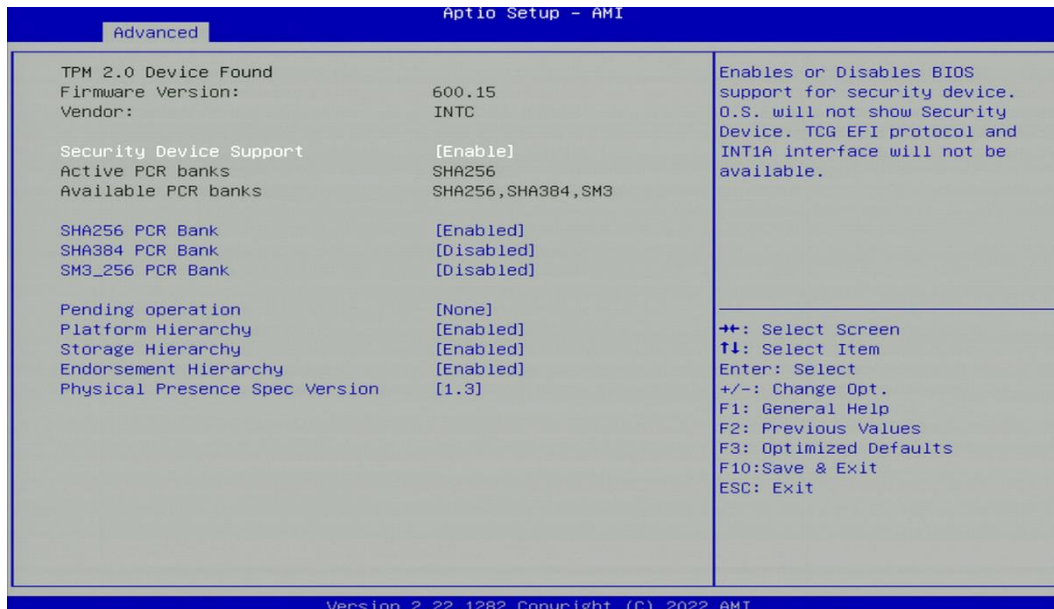 Aptio Setup – AMI
Advanced
TPM 2.0 Device Found
Firmware Version: 600.15
Vendor: INTC
Security Device Support [Enable]
Active PCR banks SHA256
Available PCR banks SHA256,SHA384,SM3
SHA256 PCR Bank [Enabled]
SHA384 PCR Bank [Disabled]
SM3_256 PCR Bank [Disabled]
Pending operation [None]
Platform Hierarchy [Enabled]
Storage Hierarchy [Enabled]
Endorsement Hierarchy [Enabled]
Physical Presence Spec Version [1.3]
Enables or Disables BIOS
support for security device.
O.S. will not show Security
Device. TCG EFI protocol and
INT1A interface will not be
available.
→←: Select Screen
↑↓: Select Item
Enter: Select
+/-: Change Opt.
F1: General Help
F2: Previous Values
F3: Optimized Defaults
F10:Save & Exit
ESC: Exit
Version 2.22.1282 Copyright (C) 2022 AMI